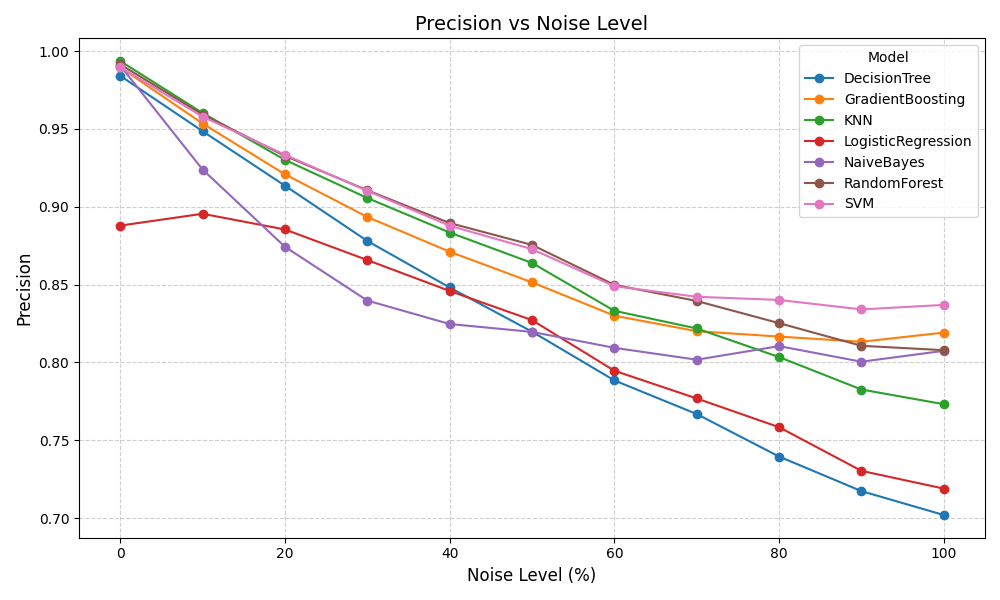 Precision vs Noise Level
Model
DecisionTree
GradientBoosting
KNN
LogisticRegression
NaiveBayes
RandomForest
SVM
Precision
1.00
0.95
0.90
0.85
0.80
0.75
0.70
0 20 40 60 80 100
Noise Level (%)